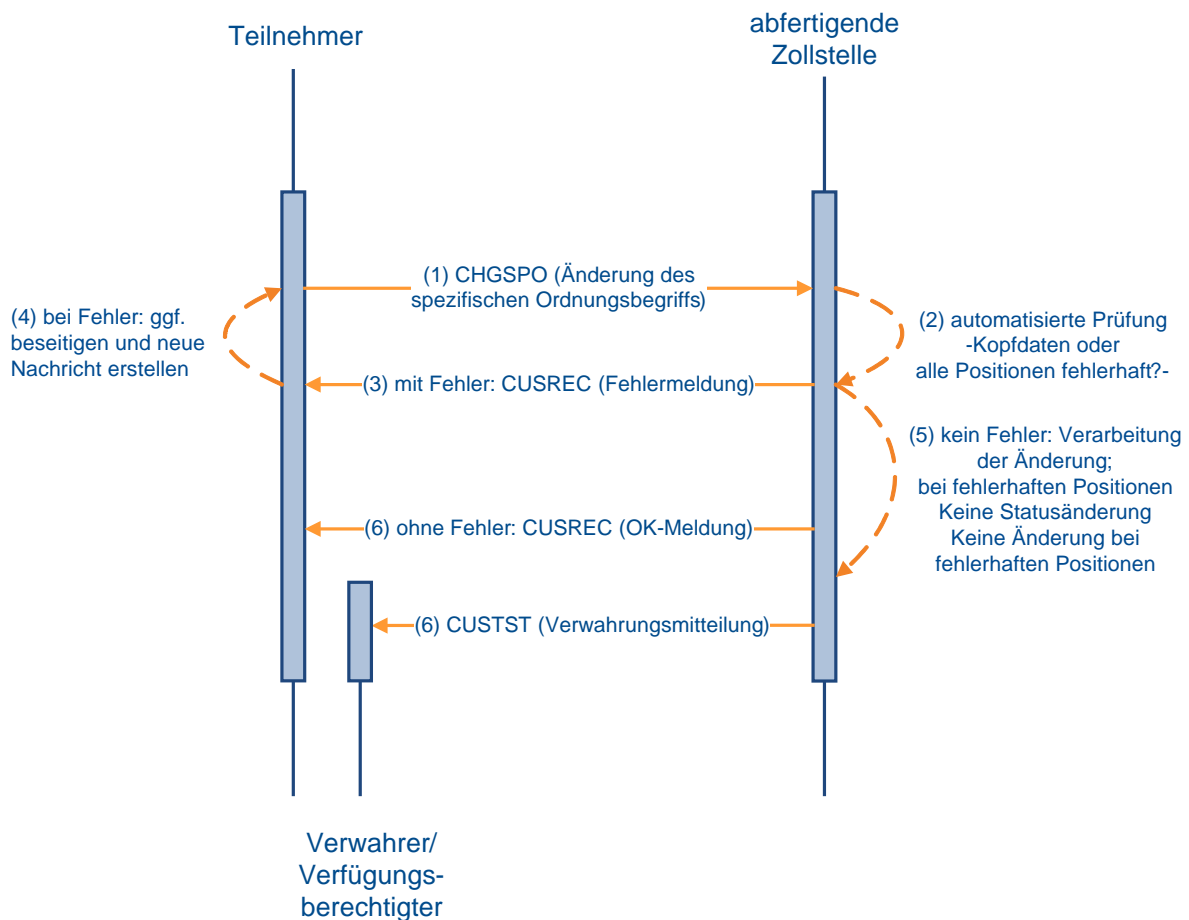 Teilnehmer
abfertigende
Zollstelle
(1) CHGSPO (Änderung des
spezifischen Ordnungsbegriffs)
(4) bei Fehler: ggf.
beseitigen und neue
Nachricht erstellen
(2) automatisierte Prüfung
-Kopfdaten oder
alle Positionen fehlerhaft?-
(3) mit Fehler: CUSREC (Fehlermeldung)
(5) kein Fehler: Verarbeitung
der Änderung;
bei fehlerhaften Positionen
Keine Statusänderung
Keine Änderung bei
fehlerhaften Positionen
(6) ohne Fehler: CUSREC (OK-Meldung)
(6) CUSTST (Verwahrungsmitteilung)
Verwahrer/
Verfügungs-
berechtigter